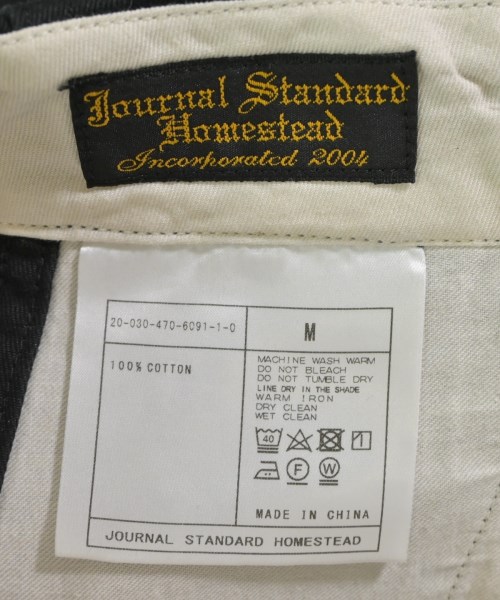 Journal Standard
Homestead
Incorporated 2004
20-030-470-6091-1-0
M
100% COTTON
MACHINE WASH WARM
DO NOT BLEACH
DO NOT TUMBLE DRY
LINE DRY IN THE SHADE
WARM IRON
DRY CLEAN
WET CLEAN
40
F W
MADE IN CHINA
JOURNAL STANDARD HOMESTEAD